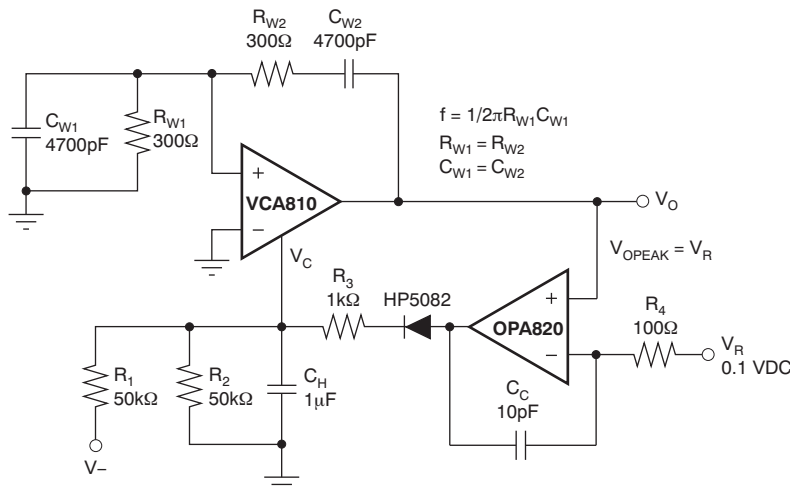 R_W2
300Ω
C_W2
4700pF
C_W1
4700pF
R_W1
300Ω
f = 1/2πR_W1C_W1
R_W1 = R_W2
C_W1 = C_W2
+
VCA810
−
V_O
V_C
V_OPEAK = V_R
R_3
1kΩ
HP5082
+
OPA820
−
R_4
100Ω
V_R
0.1 VDC
R_1
50kΩ
R_2
50kΩ
C_H
1μF
C_C
10pF
V−